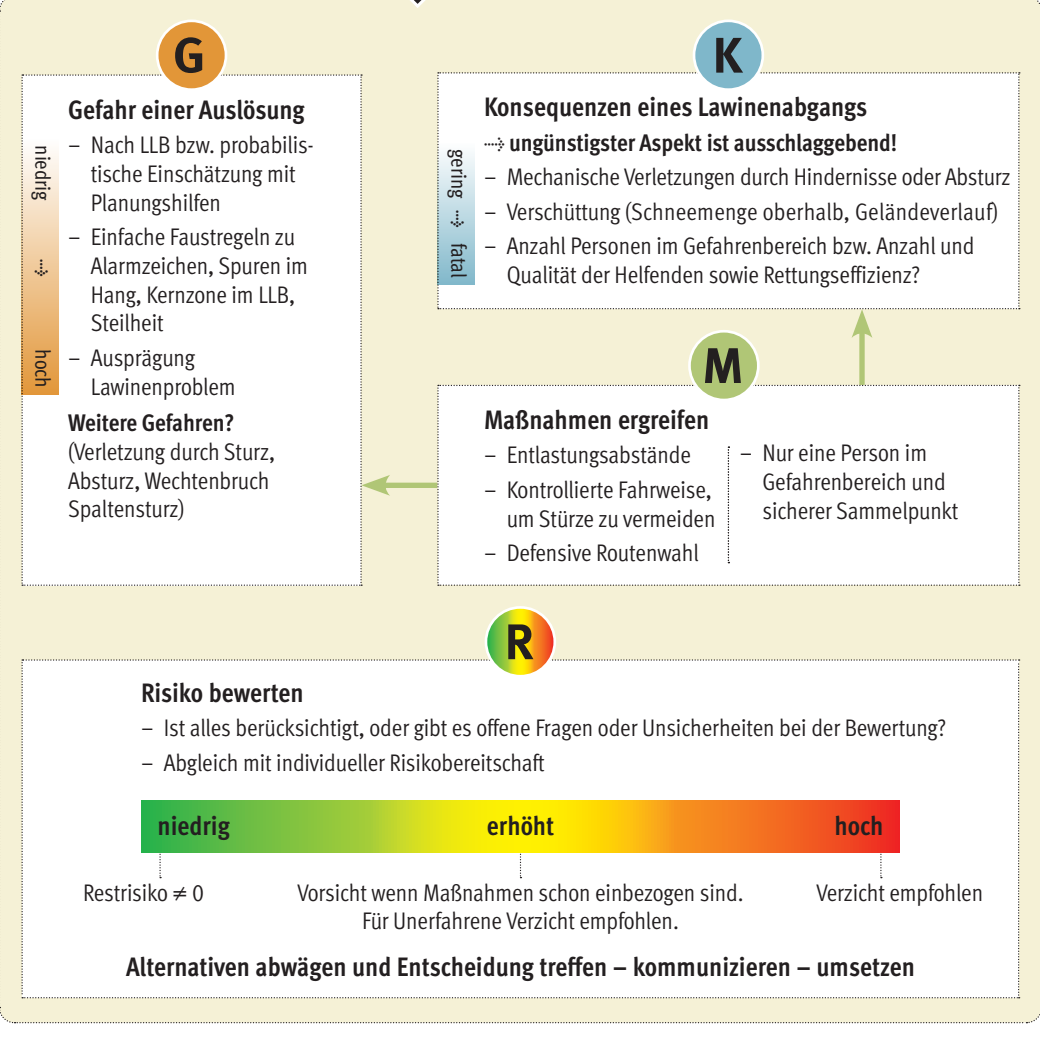 G
Gefahr einer Auslösung
niedrig
hoch
– Nach LLB bzw. probabilis-
tische Einschätzung mit
Planungshilfen
– Einfache Faustregeln zu
Alarmzeichen, Spuren im
Hang, Kernzone im LLB,
Steilheit
– Ausprägung
Lawinenproblem
Weitere Gefahren?
(Verletzung durch Sturz,
Absturz, Wechtenbruch
Spaltensturz)
K
Konsequenzen eines Lawinenabgangs
gering
fatal
ungünstigster Aspekt ist ausschlaggebend!
– Mechanische Verletzungen durch Hindernisse oder Absturz
– Verschüttung (Schneemenge oberhalb, Geländeverlauf)
– Anzahl Personen im Gefahrenbereich bzw. Anzahl und
Qualität der Helfenden sowie Rettungseffizienz?
M
Maßnahmen ergreifen
– Entlastungsabstände
– Kontrollierte Fahrweise,
um Stürze zu vermeiden
– Defensive Routenwahl
– Nur eine Person im
Gefahrenbereich und
sicherer Sammelpunkt
R
Risiko bewerten
– Ist alles berücksichtigt, oder gibt es offene Fragen oder Unsicherheiten bei der Bewertung?
– Abgleich mit individueller Risikobereitschaft
niedrig erhöht hoch
Restrisiko ≠ 0
Vorsicht wenn Maßnahmen schon einbezogen sind.
Für Unerfahrene Verzicht empfohlen.
Verzicht empfohlen
Alternativen abwägen und Entscheidung treffen – kommunizieren – umsetzen